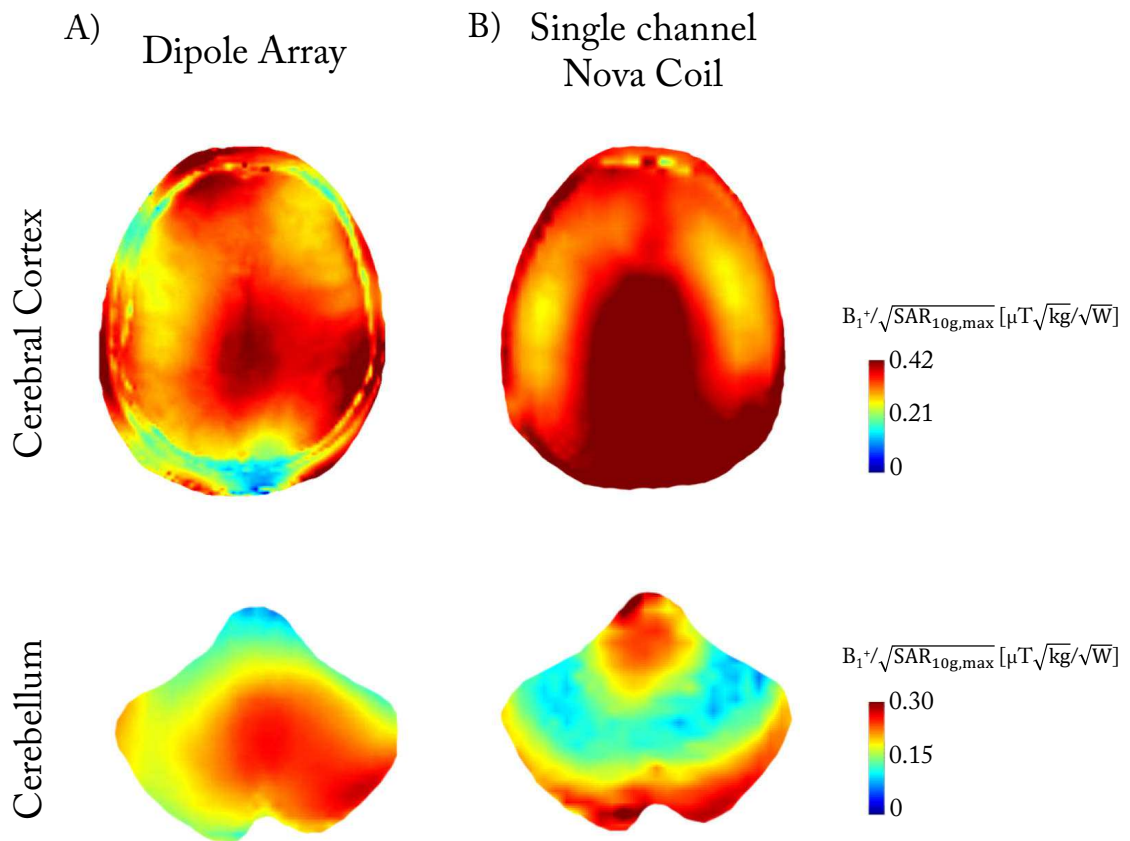 A)
Dipole Array
B) Single channel
Nova Coil
Cerebral Cortex
B₁⁺/√SAR₁₀g,max [μT√kg/√W]
0.42
0.21
0
Cerebellum
B₁⁺/√SAR₁₀g,max [μT√kg/√W]
0.30
0.15
0